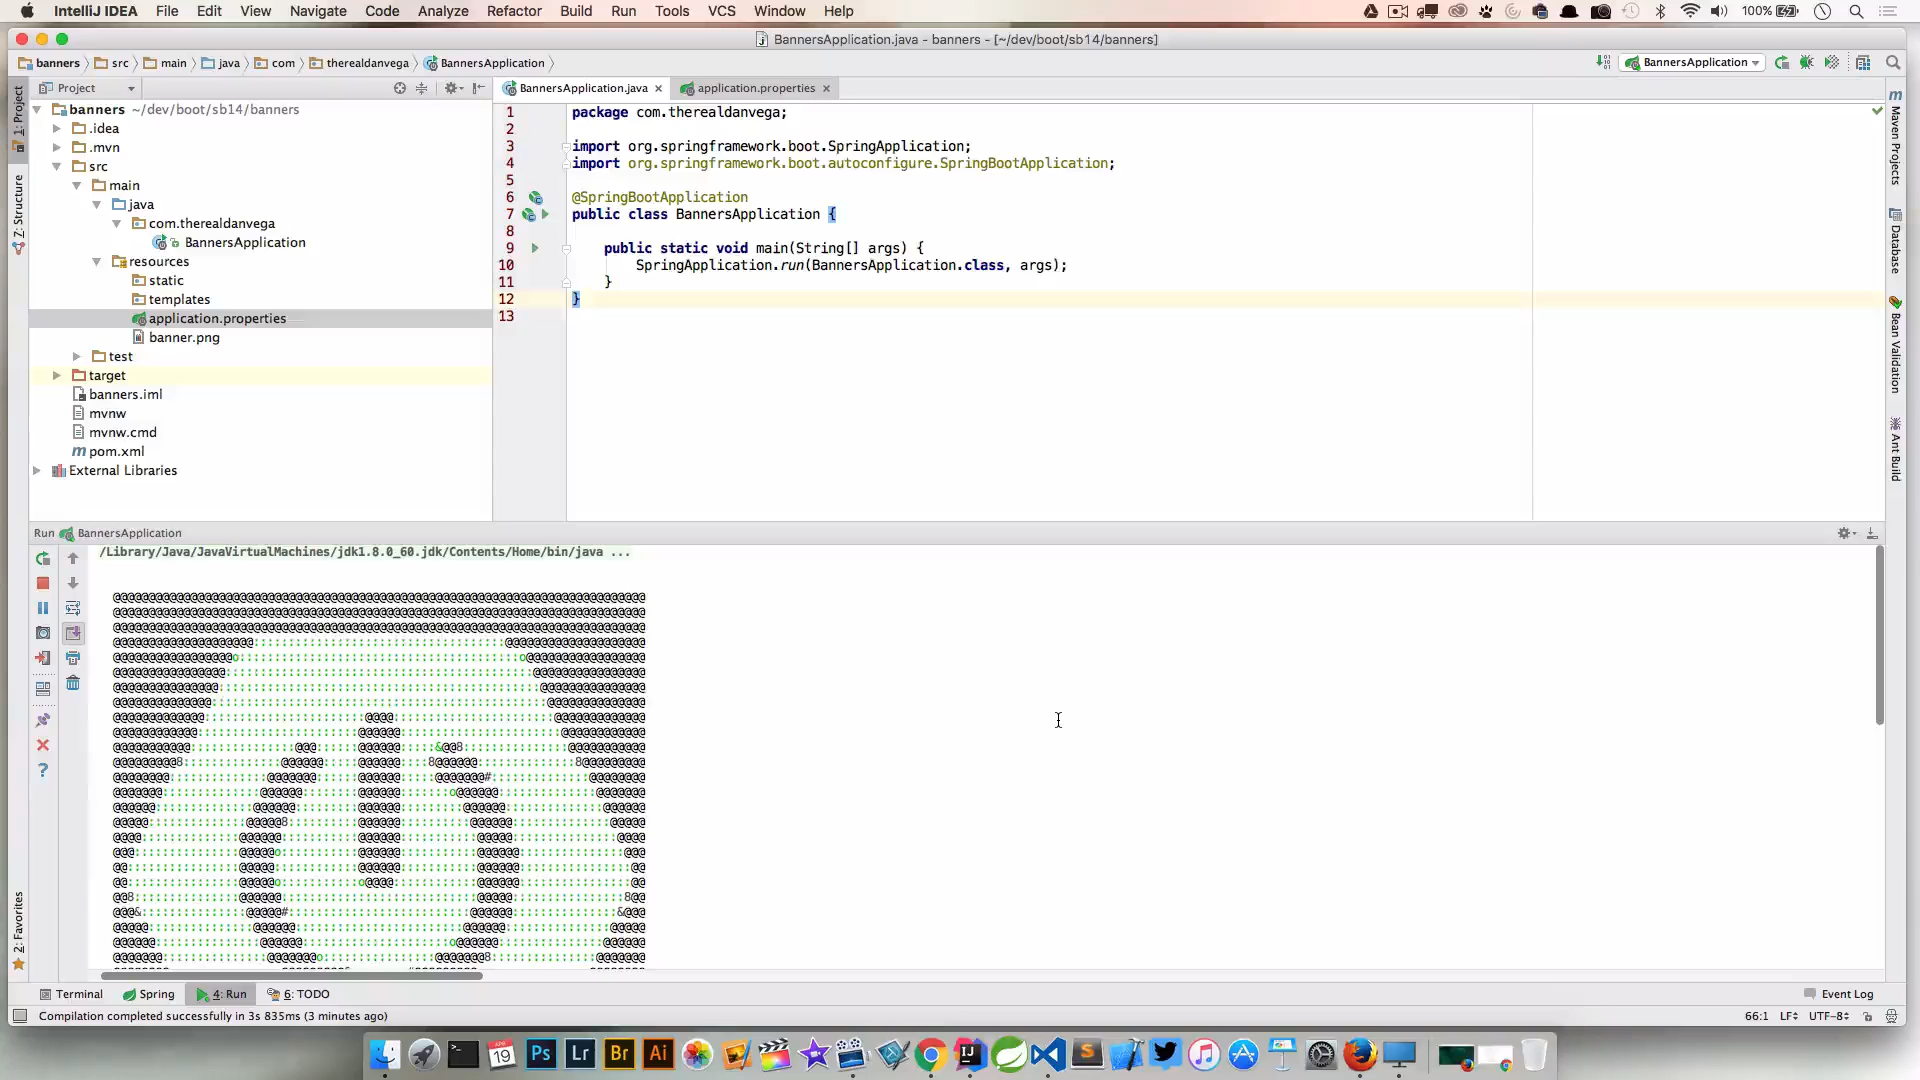 IntelliJ IDEA File Edit View Navigate Code Analyze Refactor Build Run Tools VCS Window Help 100%
BannersApplication.java - banners - [~/dev/boot/sb14/banners]
banners src main java com therealdanvega BannersApplication BannersApplication
Project BannersApplication.java application.properties
banners ~/dev/boot/sb14/banners
.idea
.mvn
src
main
java
com.therealdanvega
BannersApplication
resources
static
templates
application.properties
banner.png
test
target
banners.iml
mvnw
mvnw.cmd
pom.xml
External Libraries
1: Project
Z: Structure
2: Favorites
1 package com.therealdanvega;
2
3 import org.springframework.boot.SpringApplication;
4 import org.springframework.boot.autoconfigure.SpringBootApplication;
5
6 @SpringBootApplication
7 public class BannersApplication {
8
9 public static void main(String[] args) {
10 SpringApplication.run(BannersApplication.class, args);
11 }
12 }
13
Maven Projects
Database
Bean Validation
Ant Build
Run BannersApplication
/Library/Java/JavaVirtualMachines/jdk1.8.0_60.jdk/Contents/Home/bin/java ...
Terminal Spring 4: Run 6: TODO Event Log
Compilation completed successfully in 3s 835ms (3 minutes ago) 66:1 LF UTF-8
APR
19
Ps Lr Br Ai IJ S